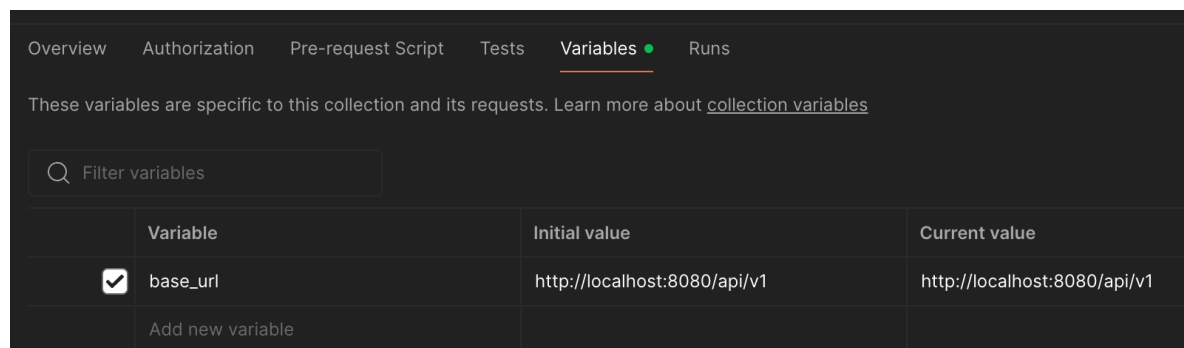 Overview Authorization Pre-request Script Tests Variables Runs
These variables are specific to this collection and its requests. Learn more about collection variables
Filter variables
Variable Initial value Current value
base_url http://localhost:8080/api/v1 http://localhost:8080/api/v1
Add new variable